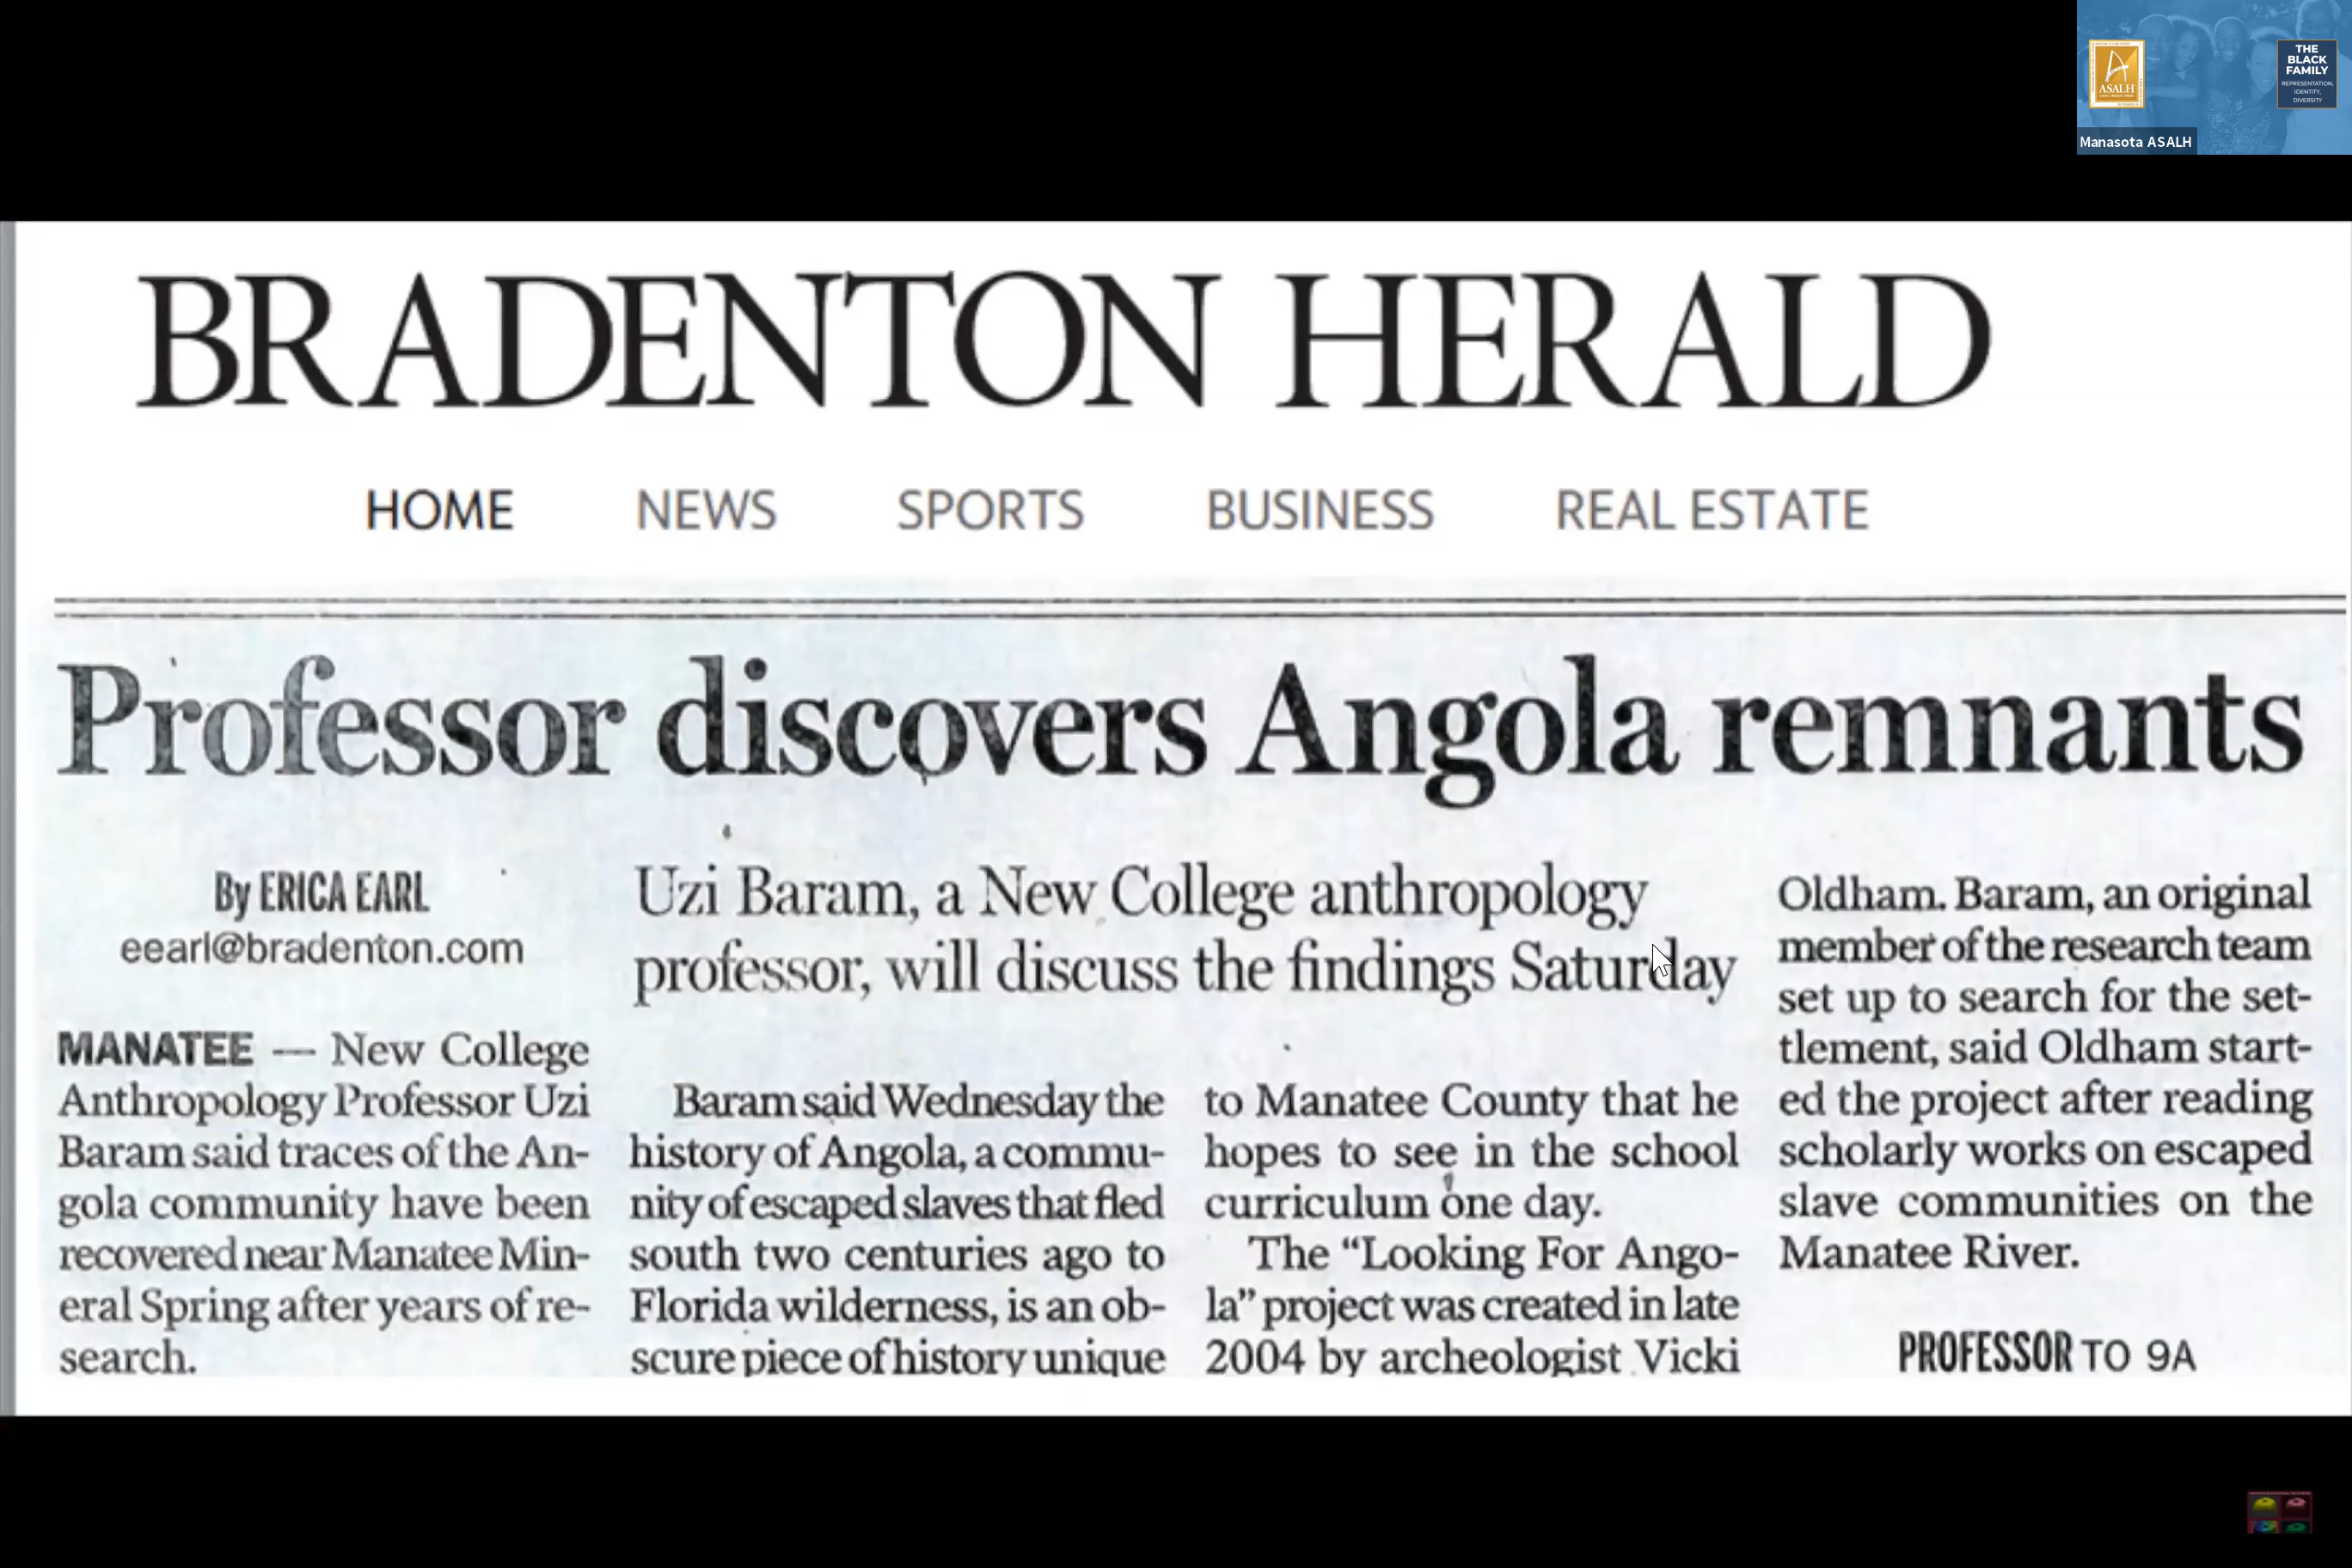 THE
BLACK
FAMILY
REPRESENTATION,
IDENTITY,
DIVERSITY
ASALH
Manasota ASALH
BRADENTON HERALD
HOME NEWS SPORTS BUSINESS REAL ESTATE
Professor discovers Angola remnants
By ERICA EARL
eearl@bradenton.com
Uzi Baram, a New College anthropology
professor, will discuss the findings Saturday
MANATEE — New College
Anthropology Professor Uzi
Baram said traces of the An-
gola community have been
recovered near Manatee Min-
eral Spring after years of re-
search.
Baram said Wednesday the
history of Angola, a commu-
nity of escaped slaves that fled
south two centuries ago to
Florida wilderness, is an ob-
scure piece of history unique
to Manatee County that he
hopes to see in the school
curriculum one day.
The “Looking For Ango-
la” project was created in late
2004 by archeologist Vicki
Oldham. Baram, an original
member of the research team
set up to search for the set-
tlement, said Oldham start-
ed the project after reading
scholarly works on escaped
slave communities on the
Manatee River.
PROFESSOR TO 9A